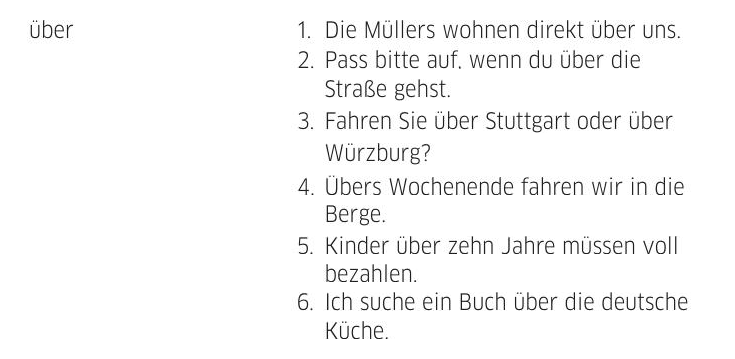 über
1. Die Müllers wohnen direkt über uns.
2. Pass bitte auf, wenn du über die
Straße gehst.
3. Fahren Sie über Stuttgart oder über
Würzburg?
4. Übers Wochenende fahren wir in die
Berge.
5. Kinder über zehn Jahre müssen voll
bezahlen.
6. Ich suche ein Buch über die deutsche
Küche.